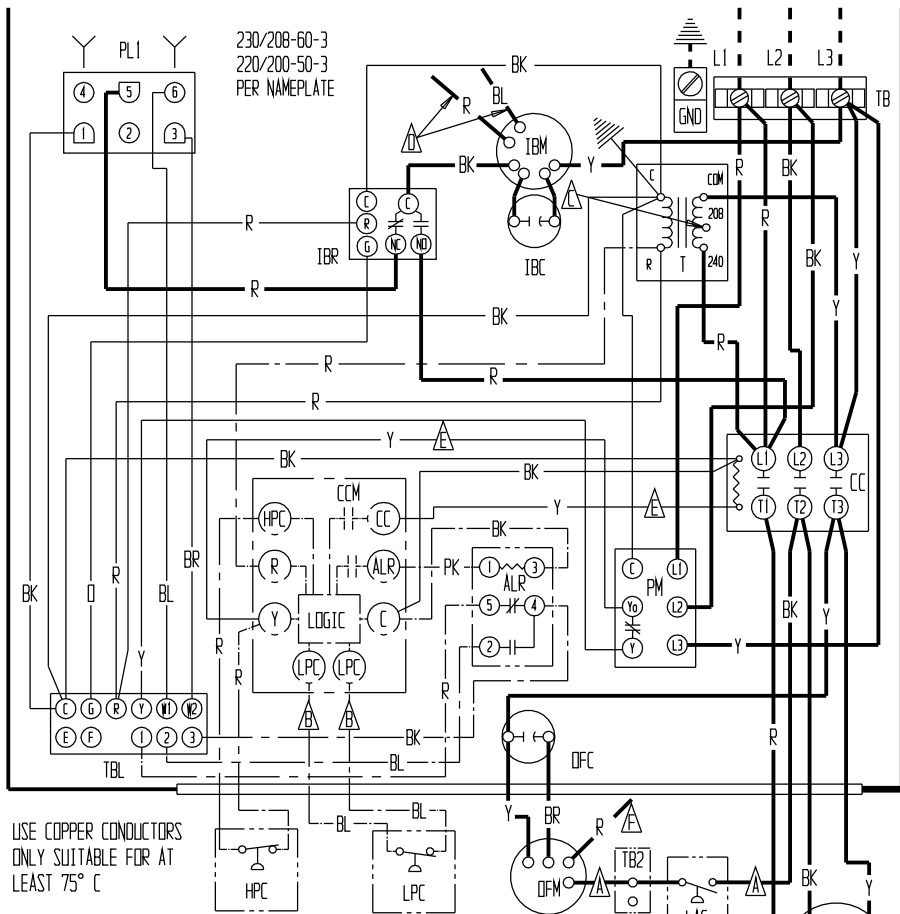 PL1
230/208-60-3
220/200-50-3
PER NAMEPLATE
L1
L2
L3
TB
GND
BK
R
BL
4
5
6
1
2
3
D
IBM
BK
Y
C
IBC
C
COM
208
240
R
T
R
BK
R
BK
Y
Y
C
C
R
G
NC
NO
IBR
R
R
BK
R
R
R
R
Y
E
BK
BK
Y
E
L1
L2
L3
CC
T1
T2
T3
CCM
HPC
CC
R
ALR
Y
LOGIC
C
LPC
LPC
BK
PK
1
3
ALR
5
4
2
C
PM
L1
Yo
L2
Y
L3
Y
BK
O
R
Y
BL
BR
R
R
B
B
R
BK
Y
R
C
G
R
Y
W1
W2
E
F
1
2
3
TBL
BK
BL
OFC
Y
BR
R
F
BL
BL
USE COPPER CONDUCTORS
ONLY SUITABLE FOR AT
LEAST 75° C
HPC
LPC
OFM
A
TB2
A
BK
Y